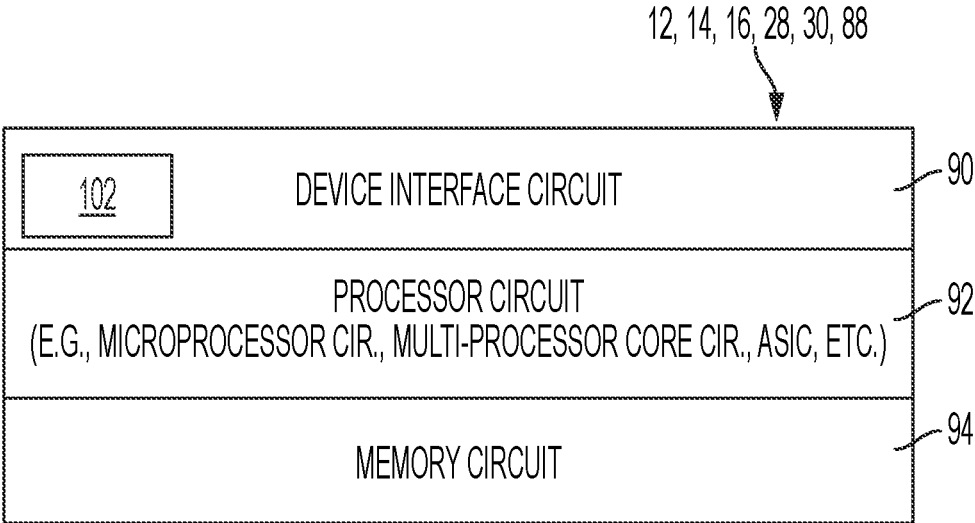 12, 14, 16, 28, 30, 88
102
DEVICE INTERFACE CIRCUIT
90
PROCESSOR CIRCUIT
92
(E.G., MICROPROCESSOR CIR., MULTI-PROCESSOR CORE CIR., ASIC, ETC.)
MEMORY CIRCUIT
94